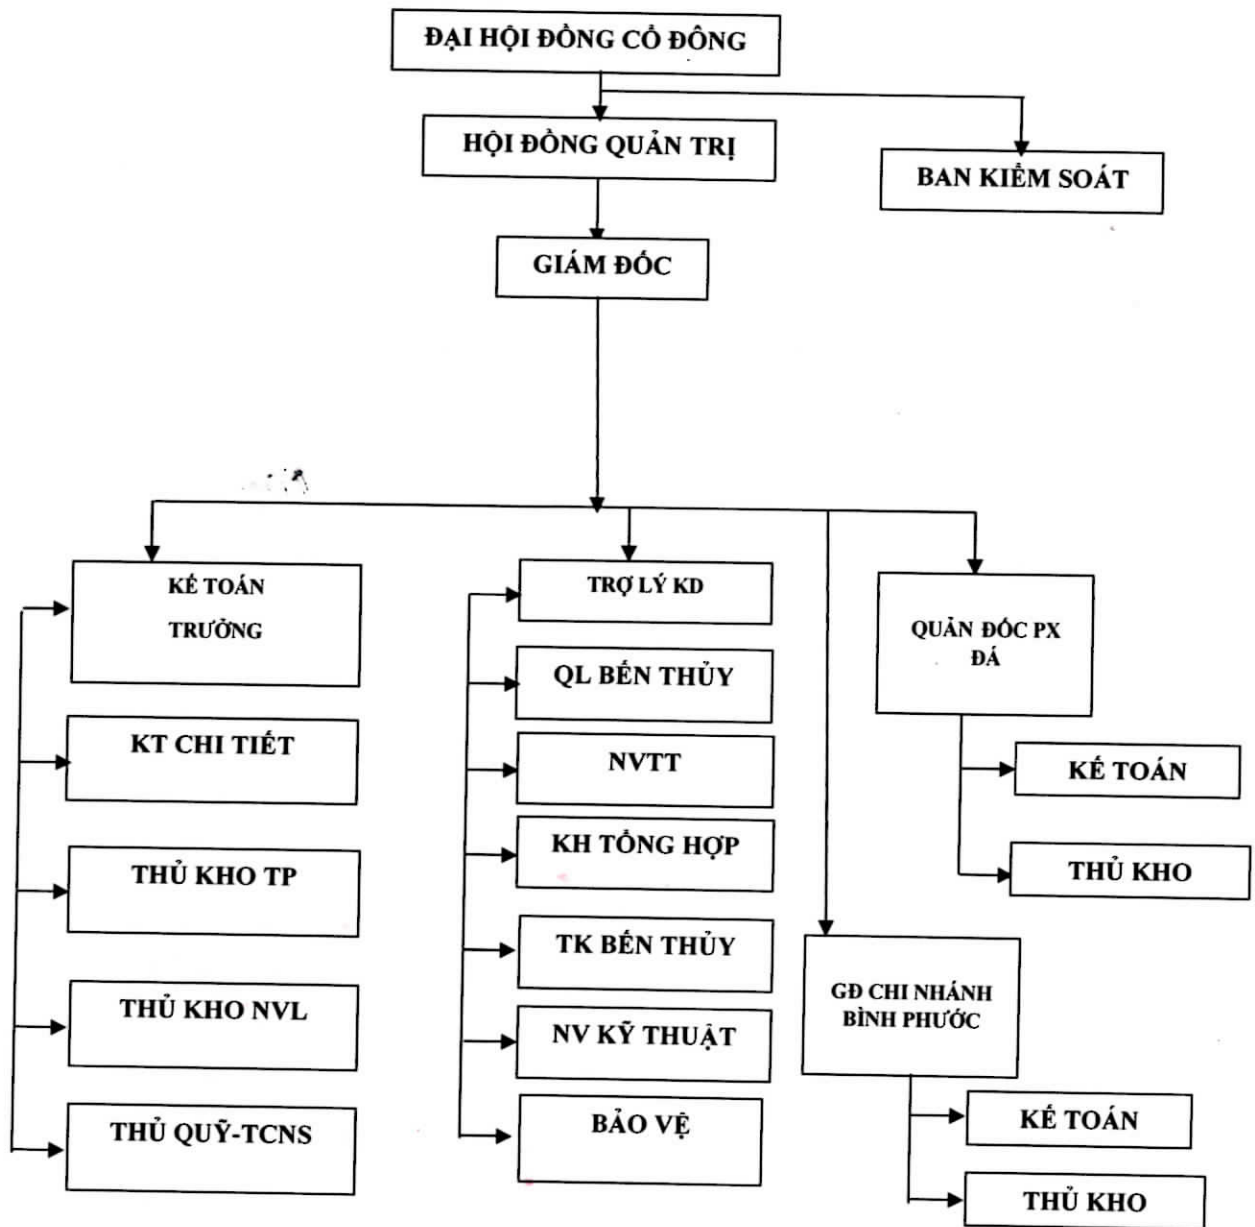 ĐẠI HỘI ĐỒNG CỔ ĐÔNG
HỘI ĐỒNG QUẢN TRỊ
BAN KIỂM SOÁT
GIÁM ĐỐC
KẾ TOÁN
TRƯỞNG
KT CHI TIẾT
THỦ KHO TP
THỦ KHO NVL
THỦ QUỸ-TCNS
TRỢ LÝ KD
QL BẾN THỦY
NVTT
KH TỔNG HỢP
TK BẾN THỦY
NV KỸ THUẬT
BẢO VỆ
QUẢN ĐỐC PX
ĐÁ
KẾ TOÁN
THỦ KHO
GĐ CHI NHÁNH
BÌNH PHƯỚC
KẾ TOÁN
THỦ KHO